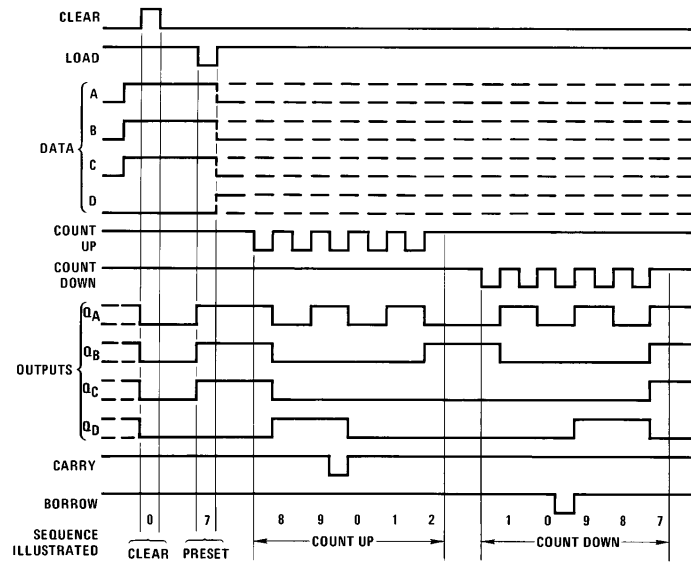 CLEAR
LOAD
A
B
DATA
C
D
COUNT
UP
COUNT
DOWN
QA
QB
OUTPUTS
QC
QD
CARRY
BORROW
0 7 8 9 0 1 2 1 0 9 8 7
SEQUENCE
ILLUSTRATED
CLEAR PRESET COUNT UP COUNT DOWN